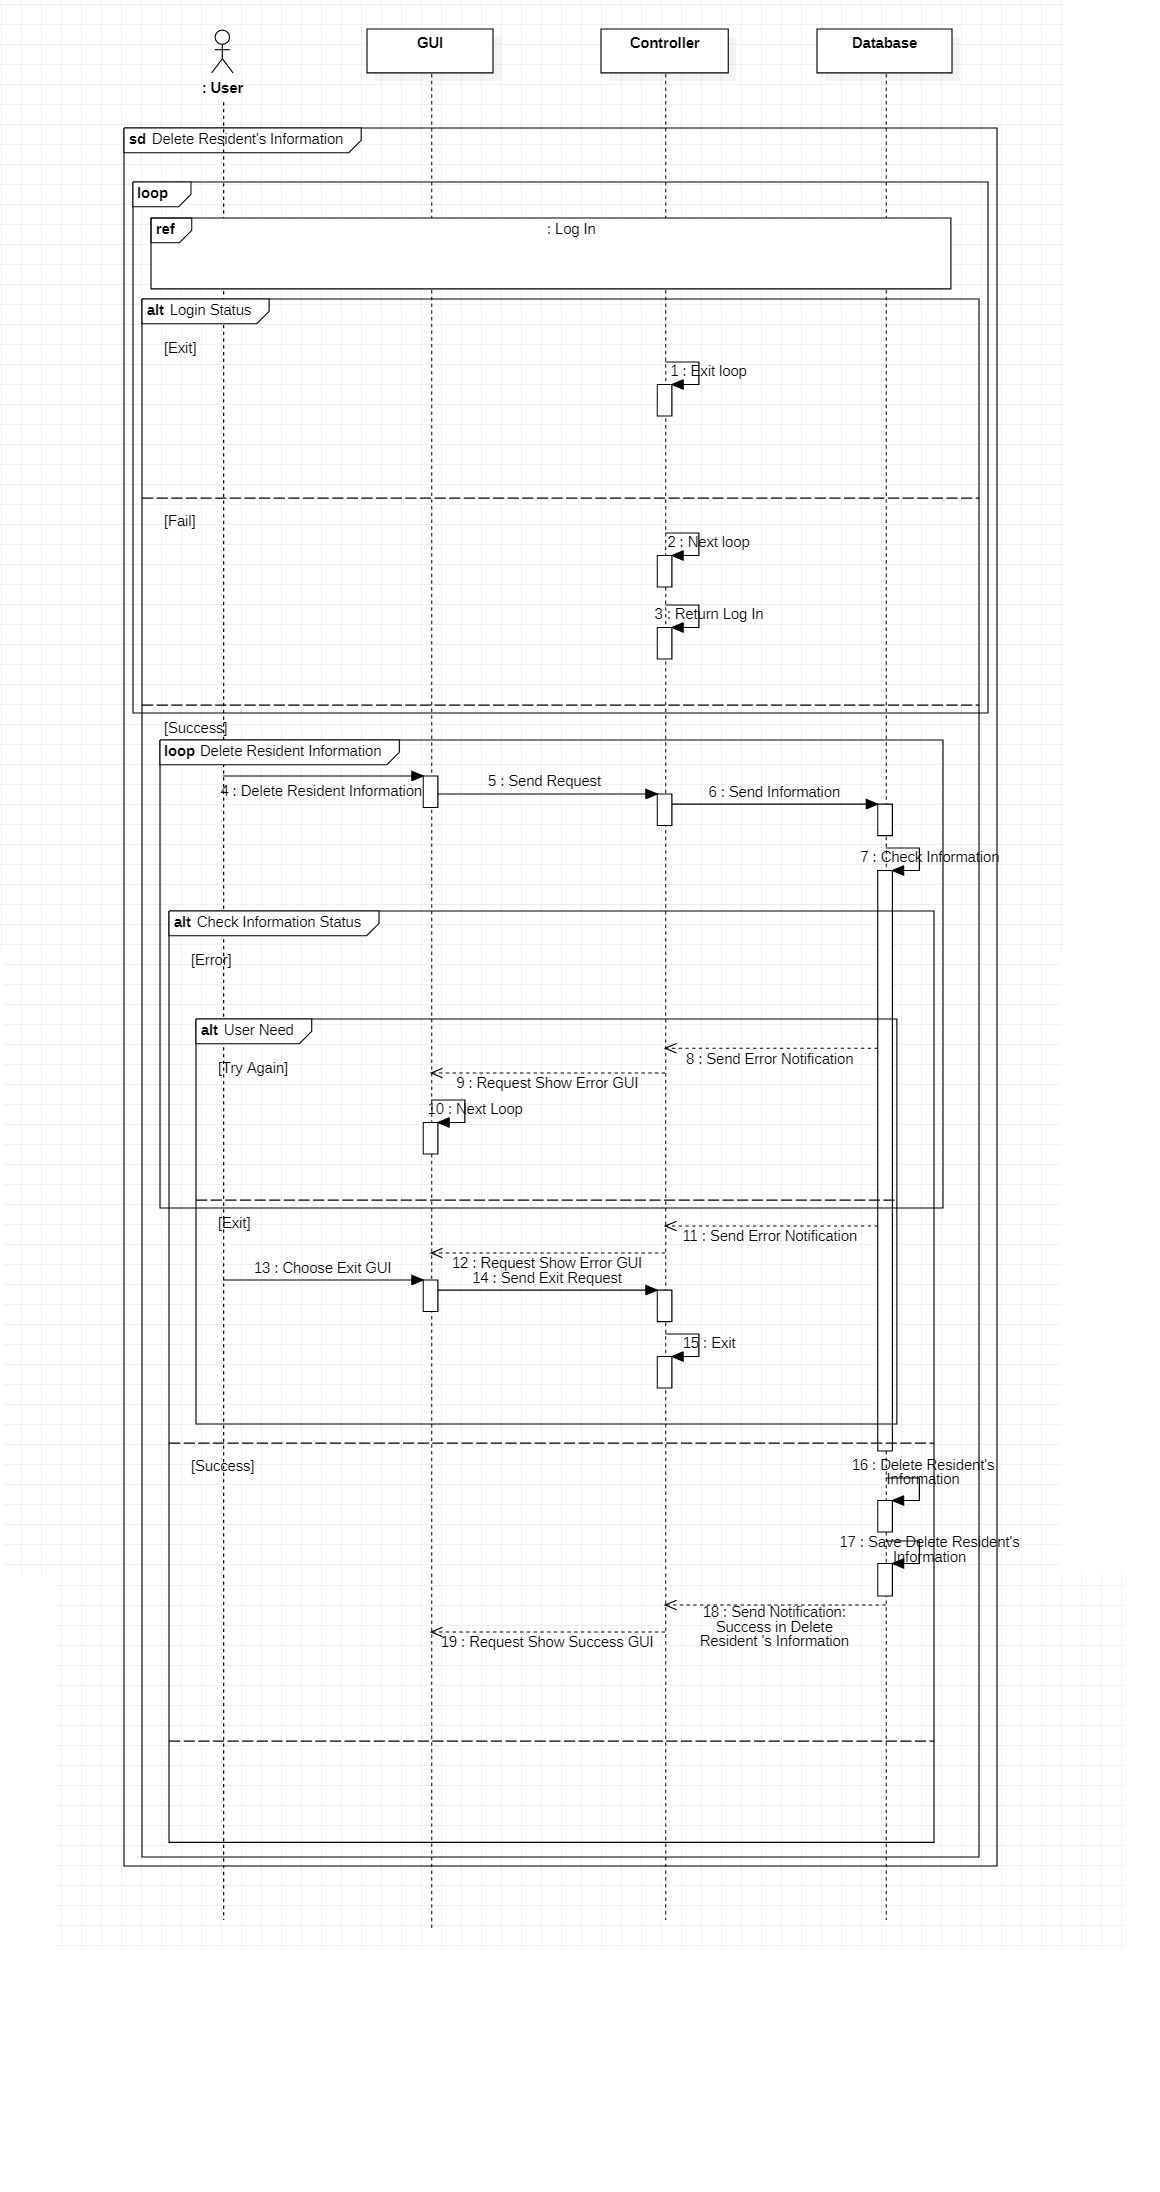 GUI
Controller
Database
: User
sd Delete Resident's Information
loop
ref
: Log In
alt Login Status
[Exit]
1 : Exit loop
[Fail]
2 : Next loop
3 : Return Log In
[Success]
loop Delete Resident Information
4 : Delete Resident Information
5 : Send Request
6 : Send Information
7 : Check Information
alt Check Information Status
[Error]
alt User Need
8 : Send Error Notification
[Try Again]
9 : Request Show Error GUI
10 : Next Loop
[Exit]
11 : Send Error Notification
12 : Request Show Error GUI
13 : Choose Exit GUI
14 : Send Exit Request
15 : Exit
[Success]
16 : Delete Resident's
Information
17 : Save Delete Resident's
Information
18 : Send Notification:
Success in Delete
Resident 's Information
19 : Request Show Success GUI